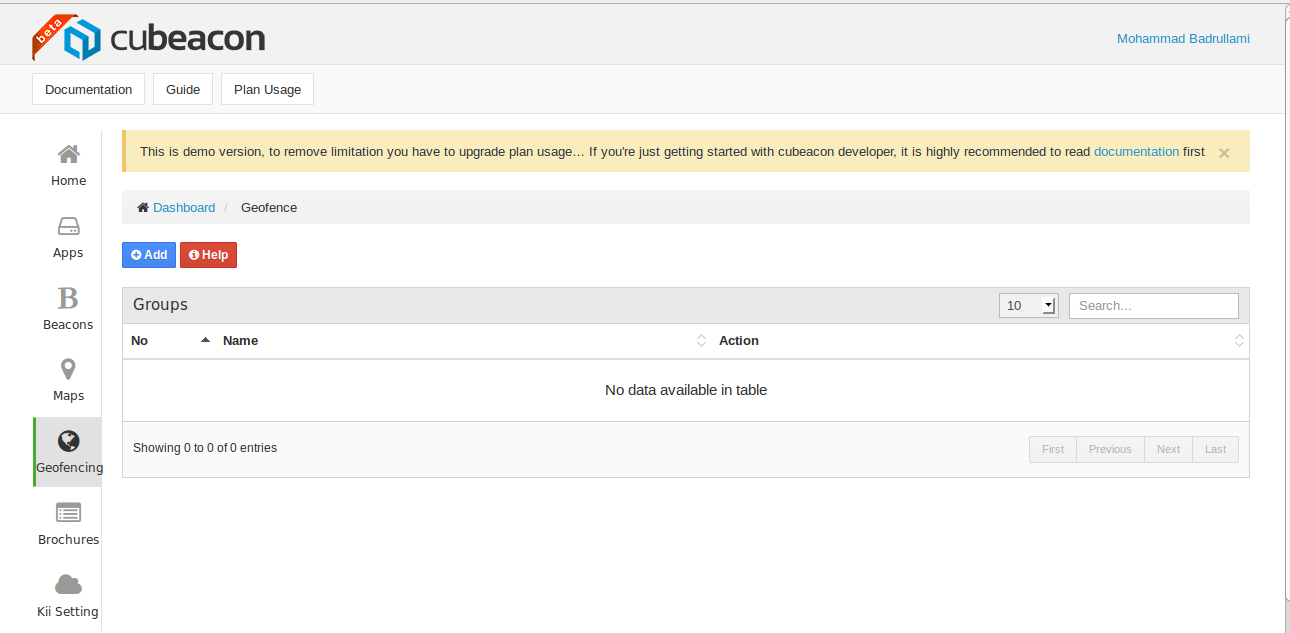 beta cubeacon
Mohammad Badrullami
Documentation Guide Plan Usage
Home
Apps
B
Beacons
Maps
Geofencing
Brochures
Kii Setting
This is demo version, to remove limitation you have to upgrade plan usage... If you're just getting started with cubeacon developer, it is highly recommended to read documentation first ×
Dashboard / Geofence
Add Help
Groups 10 Search...
No Name Action
No data available in table
Showing 0 to 0 of 0 entries First Previous Next Last